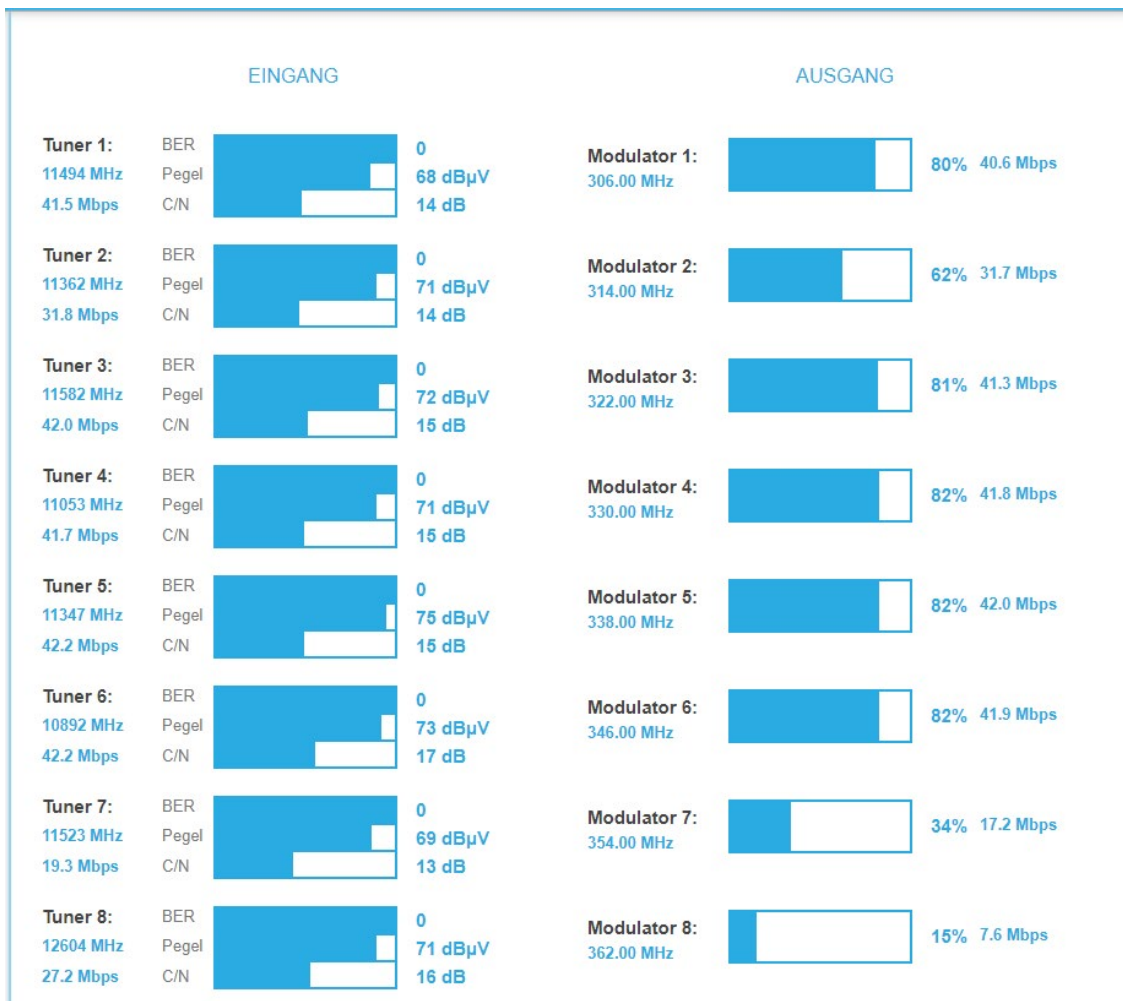 EINGANG
AUSGANG
Tuner 1: BER 0
11494 MHz Pegel 68 dBµV
41.5 Mbps C/N 14 dB
Modulator 1:
306.00 MHz
80% 40.6 Mbps
Tuner 2: BER 0
11362 MHz Pegel 71 dBµV
31.8 Mbps C/N 14 dB
Modulator 2:
314.00 MHz
62% 31.7 Mbps
Tuner 3: BER 0
11582 MHz Pegel 72 dBµV
42.0 Mbps C/N 15 dB
Modulator 3:
322.00 MHz
81% 41.3 Mbps
Tuner 4: BER 0
11053 MHz Pegel 71 dBµV
41.7 Mbps C/N 15 dB
Modulator 4:
330.00 MHz
82% 41.8 Mbps
Tuner 5: BER 0
11347 MHz Pegel 75 dBµV
42.2 Mbps C/N 15 dB
Modulator 5:
338.00 MHz
82% 42.0 Mbps
Tuner 6: BER 0
10892 MHz Pegel 73 dBµV
42.2 Mbps C/N 17 dB
Modulator 6:
346.00 MHz
82% 41.9 Mbps
Tuner 7: BER 0
11523 MHz Pegel 69 dBµV
19.3 Mbps C/N 13 dB
Modulator 7:
354.00 MHz
34% 17.2 Mbps
Tuner 8: BER 0
12604 MHz Pegel 71 dBµV
27.2 Mbps C/N 16 dB
Modulator 8:
362.00 MHz
15% 7.6 Mbps